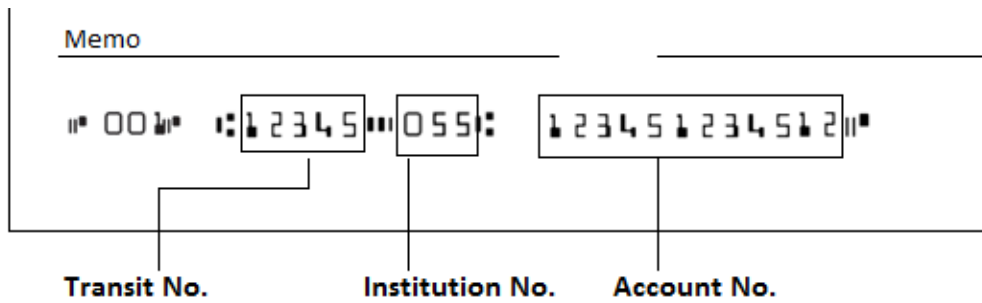 Memo
⑈001⑈ ⑆12345⑉055⑆ 123451234512⑈
Transit No. Institution No. Account No.